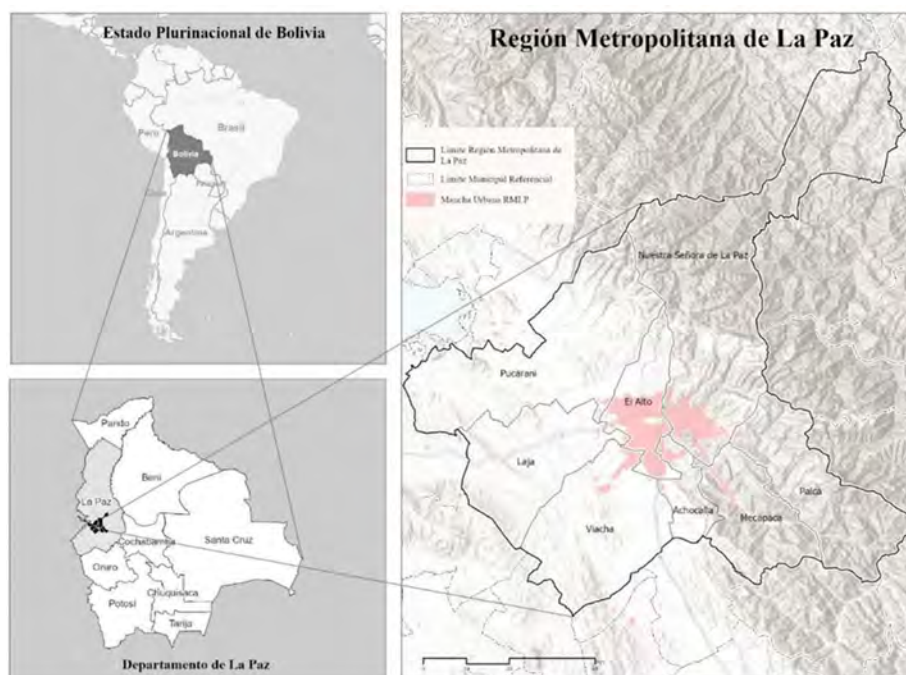 Estado Plurinacional de Bolivia
Peru
Brasil
Bolivia
Paraguay
Chile
Argentina
Pando
Beni
La Paz
Cochabamba
Santa Cruz
Oruro
Chuquisaca
Potosí
Tarija
Departamento de La Paz
Región Metropolitana de La Paz
Límite Región Metropolitana de
La Paz
Límite Municipal Referencial
Mancha Urbana RMLP
Nuestra Señora de La Paz
Pucarani
El Alto
Laja
Palca
Achocalla
Mecapaca
Viacha